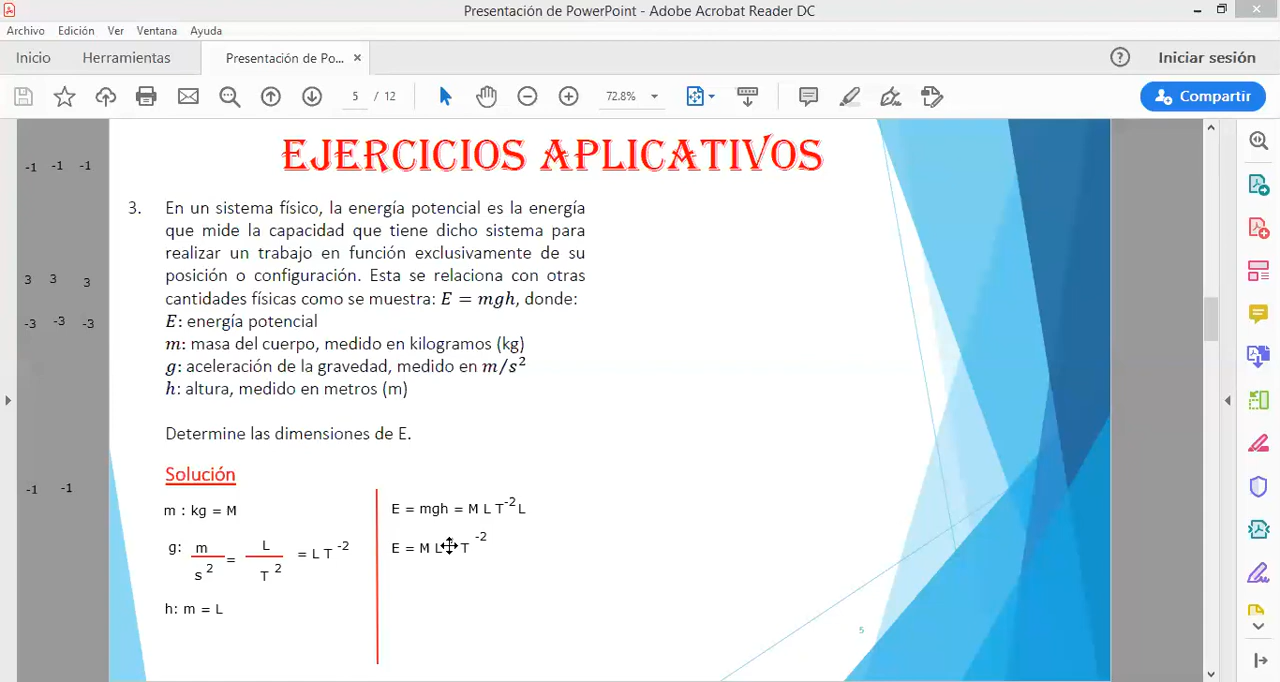 Presentación de PowerPoint - Adobe Acrobat Reader DC
Archivo Edición Ver Ventana Ayuda
Inicio Herramientas Presentación de Po... × Iniciar sesión
5 / 12 72.8% Compartir
EJERCICIOS APLICATIVOS
-1 -1 -1
3. En un sistema físico, la energía potencial es la energía
que mide la capacidad que tiene dicho sistema para
realizar un trabajo en función exclusivamente de su
posición o configuración. Esta se relaciona con otras
3 3 3
cantidades físicas como se muestra: E = mgh, donde:
E: energía potencial
-3 -3 -3
m: masa del cuerpo, medido en kilogramos (kg)
g: aceleración de la gravedad, medido en m/s²
h: altura, medido en metros (m)
Determine las dimensiones de E.
Solución
-1 -1
m : kg = M
g: m/s² = L/T² = L T⁻²
h: m = L
E = mgh = M L T⁻² L
E = M L T⁻²
5